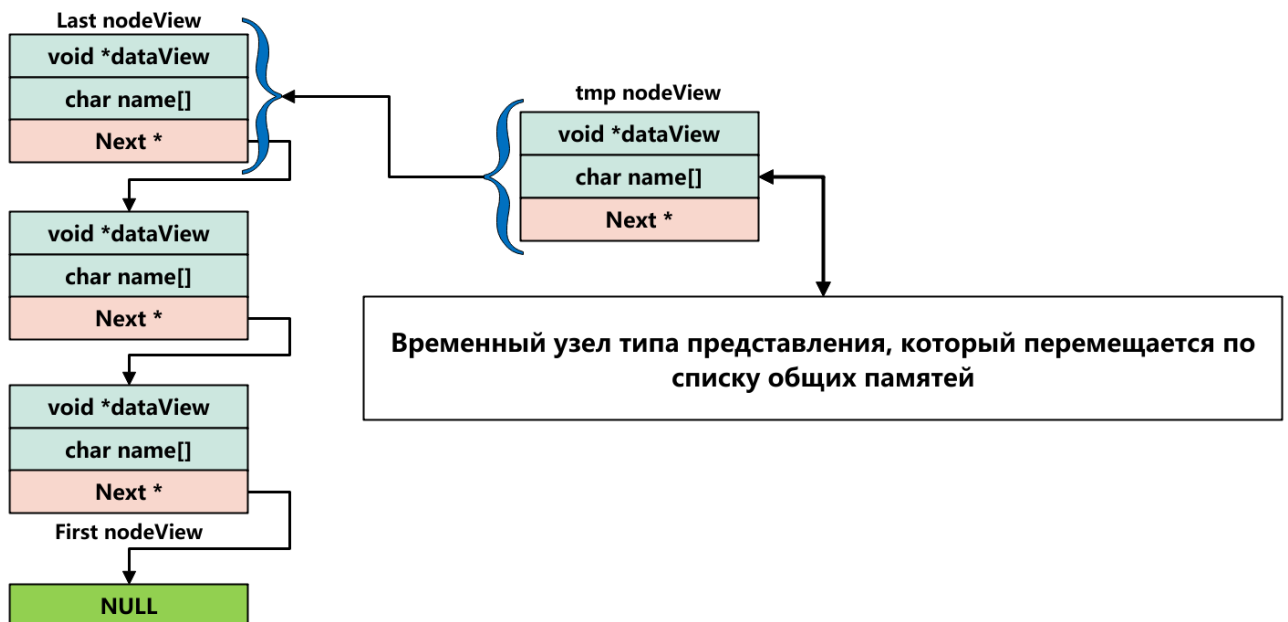 Last nodeView
void *dataView
char name[]
Next *
void *dataView
char name[]
Next *
void *dataView
char name[]
Next *
First nodeView
NULL
tmp nodeView
void *dataView
char name[]
Next *
Временный узел типа представления, который перемещается по
списку общих памятей